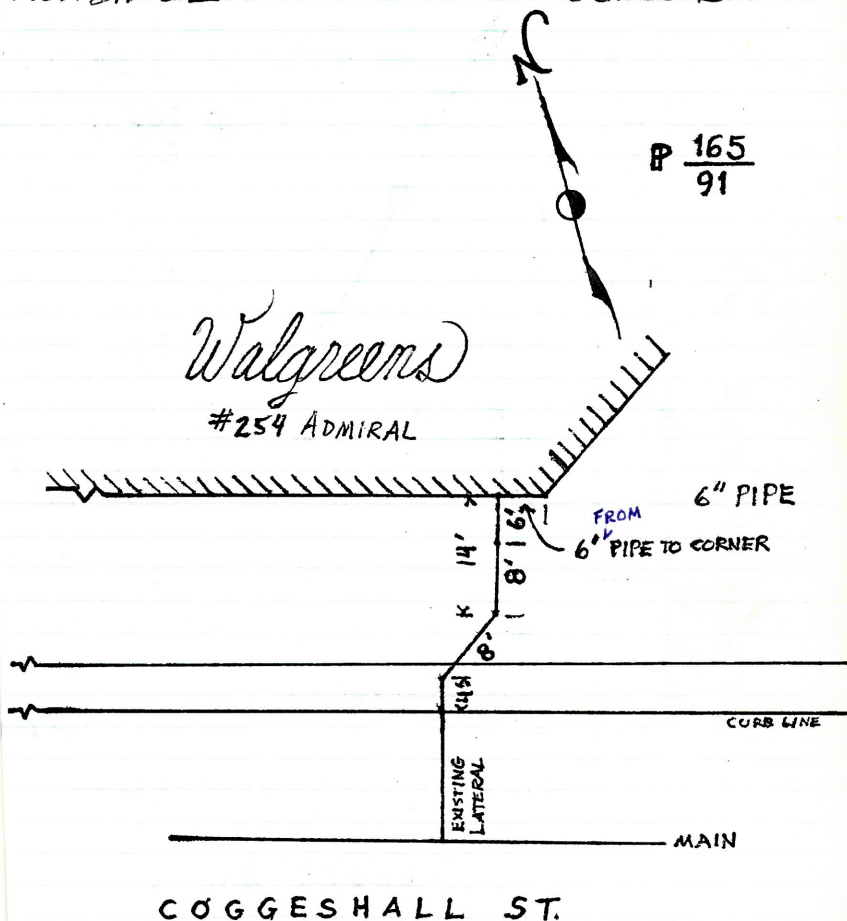 N
P 165
91
Walgreens
#254 ADMIRAL
6" PIPE
FROM
6" PIPE TO CORNER
6'
14'
8'
8'
CURB LINE
EXISTING
LATERAL
MAIN
COGGESHALL ST.